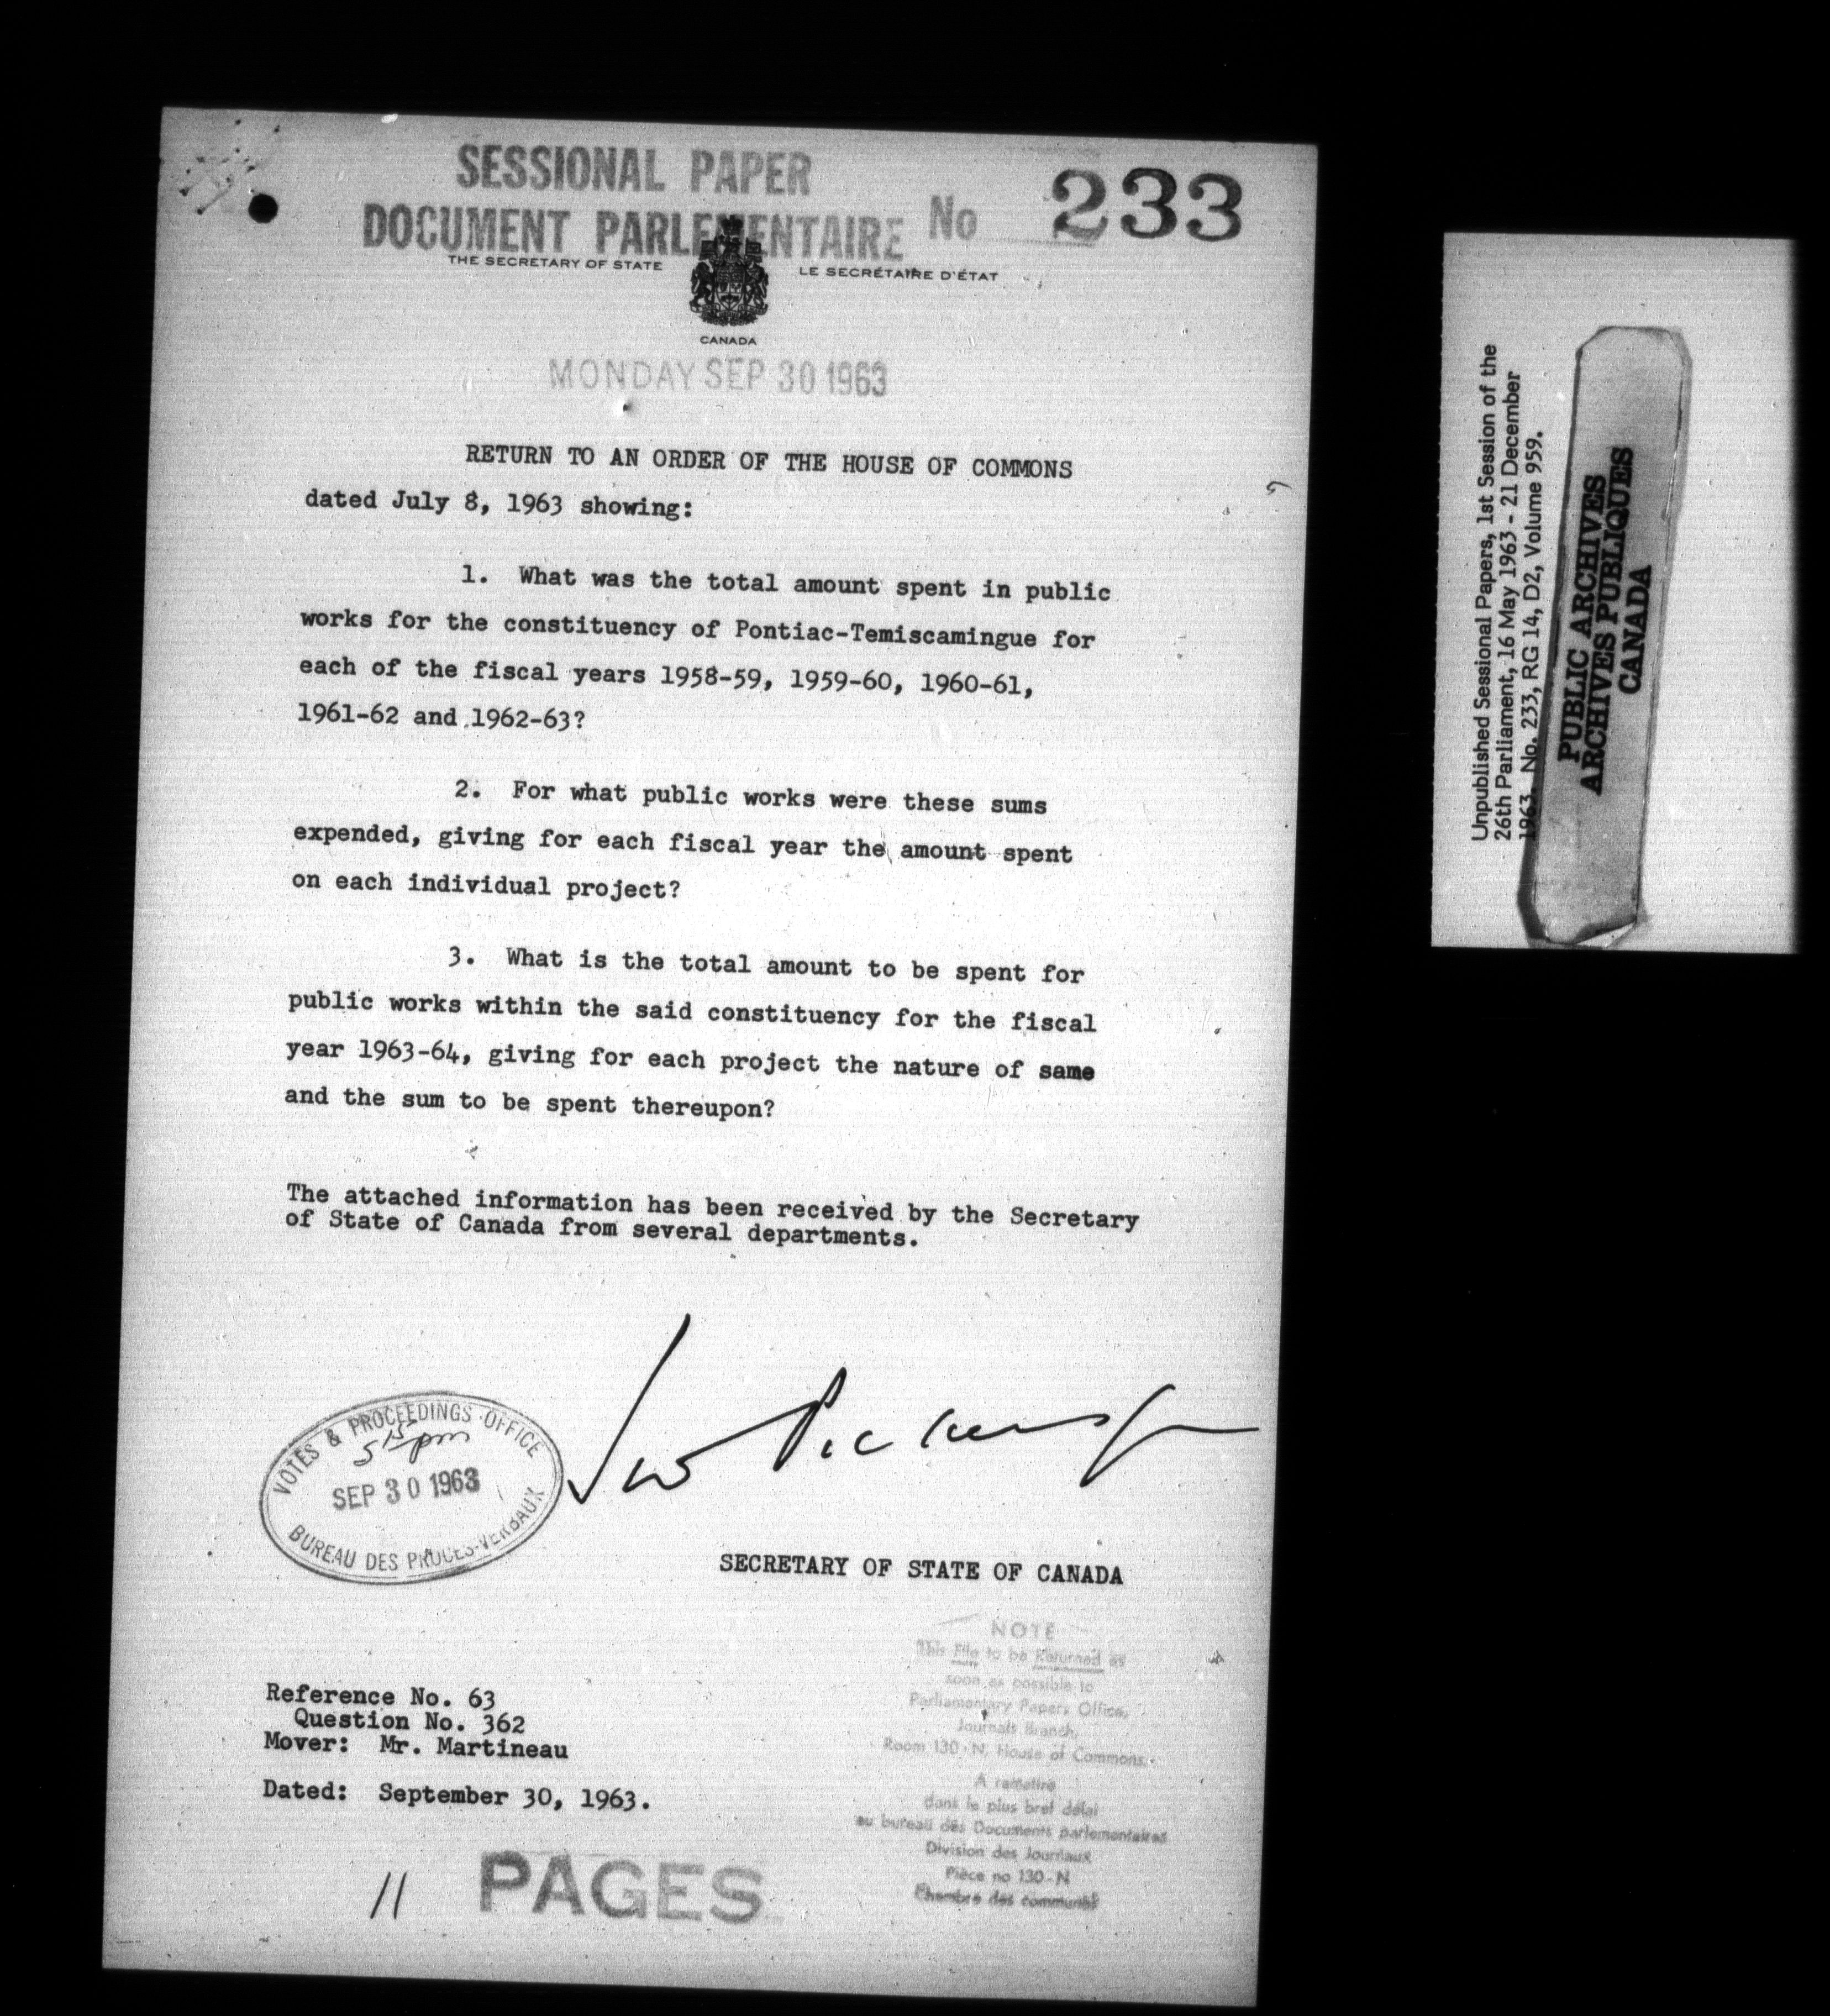 SESSIONAL PAPER
DOCUMENT PARLEMENTAIRE No 233
THE SECRETARY OF STATE LE SECRÉTAIRE D'ÉTAT
CANADA
MONDAY SEP 30 1963
RETURN TO AN ORDER OF THE HOUSE OF COMMONS
dated July 8, 1963 showing:
1. What was the total amount spent in public
works for the constituency of Pontiac-Temiscamingue for
each of the fiscal years 1958-59, 1959-60, 1960-61,
1961-62 and 1962-63?
2. For what public works were these sums
expended, giving for each fiscal year the amount spent
on each individual project?
3. What is the total amount to be spent for
public works within the said constituency for the fiscal
year 1963-64, giving for each project the nature of same
and the sum to be spent thereupon?
The attached information has been received by the Secretary
of State of Canada from several departments.
VOTES & PROCEEDINGS OFFICE
5 15 pm
SEP 30 1963
BUREAU DES PROCES-VERBAUX
SECRETARY OF STATE OF CANADA
NOTE
This File to be Returned as
soon as possible to
Parliamentary Papers Office,
Journals Branch,
Room 130-N, House of Commons.
A remettre
dans le plus bref délai
au bureau des Documents parlementaires
Division des Journaux
Pièce no 130-N
Chambre des communes
Reference No. 63
Question No. 362
Mover: Mr. Martineau
Dated: September 30, 1963.
11 PAGES
Unpublished Sessional Papers, 1st Session of the
26th Parliament, 16 May 1963 - 21 December
1963. No. 233, RG 14, D2, Volume 959.
PUBLIC ARCHIVES
ARCHIVES PUBLIQUES
CANADA